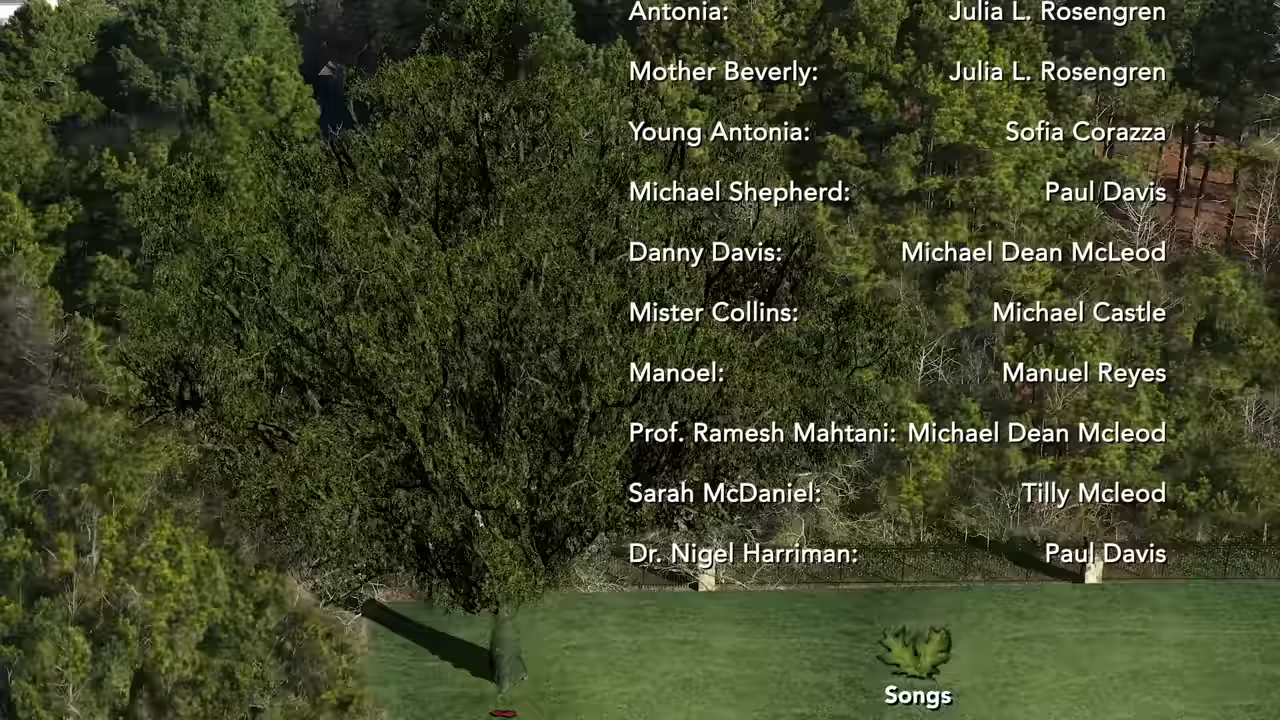 Antonia: Julia L. Rosengren
Mother Beverly: Julia L. Rosengren
Young Antonia: Sofia Corazza
Michael Shepherd: Paul Davis
Danny Davis: Michael Dean McLeod
Mister Collins: Michael Castle
Manoel: Manuel Reyes
Prof. Ramesh Mahtani: Michael Dean Mcleod
Sarah McDaniel: Tilly Mcleod
Dr. Nigel Harriman: Paul Davis
Songs